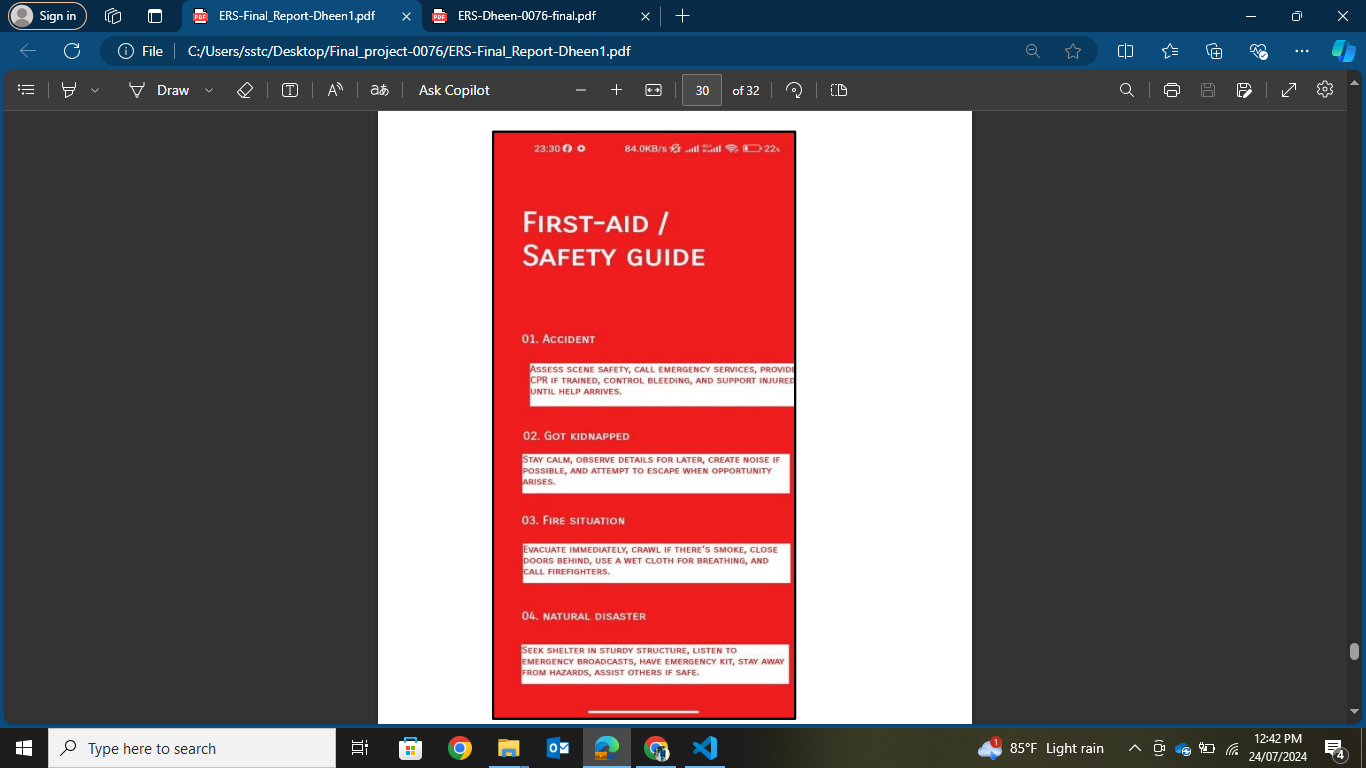 Sign in
ERS-Final_Report-Dheen1.pdf
ERS-Dheen-0076-final.pdf
File
C:/Users/sstc/Desktop/Final_project-0076/ERS-Final_Report-Dheen1.pdf
Draw
aあ
Ask Copilot
30 of 32
23:30 84.0KB/s 22%
FIRST-AID /
SAFETY GUIDE
01. ACCIDENT
ASSESS SCENE SAFETY, CALL EMERGENCY SERVICES, PROVIDE
CPR IF TRAINED, CONTROL BLEEDING, AND SUPPORT INJURED
UNTIL HELP ARRIVES.
02. GOT KIDNAPPED
STAY CALM, OBSERVE DETAILS FOR LATER, CREATE NOISE IF
POSSIBLE, AND ATTEMPT TO ESCAPE WHEN OPPORTUNITY
ARISES.
03. FIRE SITUATION
EVACUATE IMMEDIATELY, CRAWL IF THERE'S SMOKE, CLOSE
DOORS BEHIND, USE A WET CLOTH FOR BREATHING, AND
CALL FIREFIGHTERS.
04. NATURAL DISASTER
SEEK SHELTER IN STURDY STRUCTURE, LISTEN TO
EMERGENCY BROADCASTS, HAVE EMERGENCY KIT, STAY AWAY
FROM HAZARDS, ASSIST OTHERS IF SAFE.
Type here to search
1
85°F Light rain
12:42 PM
24/07/2024
4